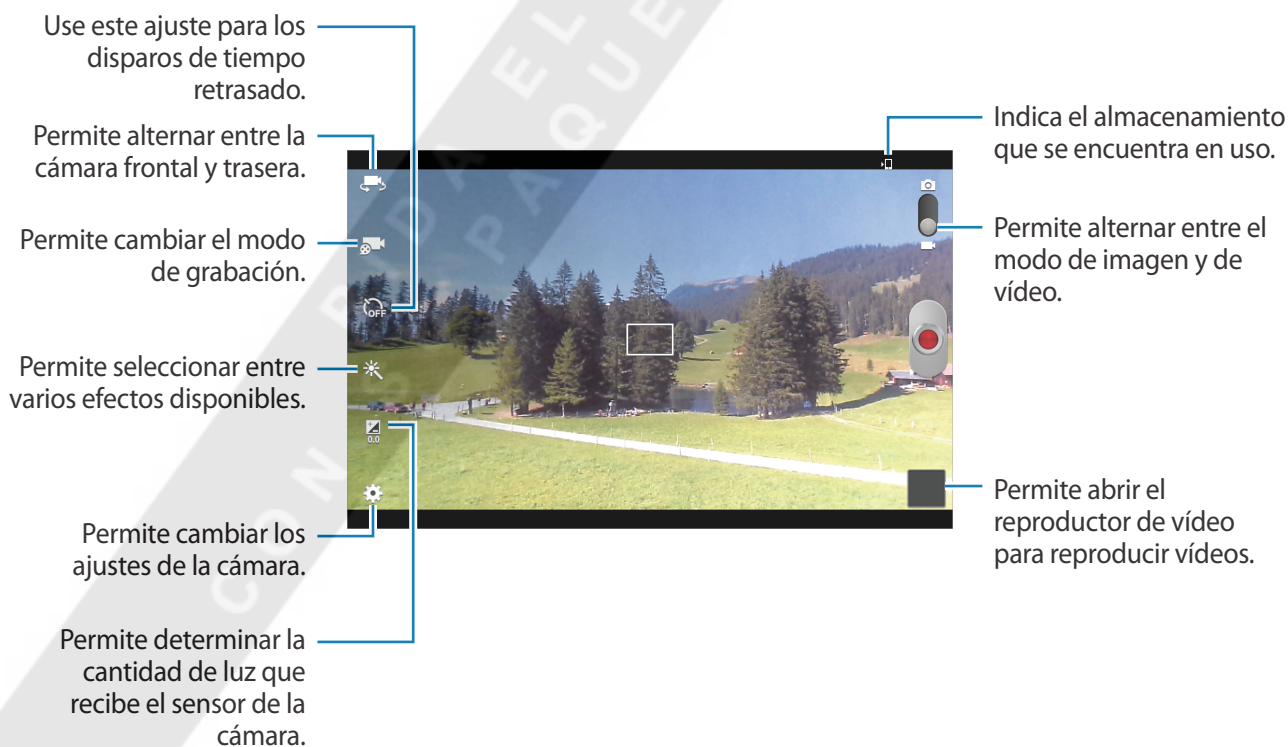 Use este ajuste para los
disparos de tiempo
retrasado.
Permite alternar entre la
cámara frontal y trasera.
Permite cambiar el modo
de grabación.
Permite seleccionar entre
varios efectos disponibles.
Permite cambiar los
ajustes de la cámara.
Permite determinar la
cantidad de luz que
recibe el sensor de la
cámara.
OFF
0.0
Indica el almacenamiento
que se encuentra en uso.
Permite alternar entre el
modo de imagen y de
vídeo.
Permite abrir el
reproductor de vídeo
para reproducir vídeos.